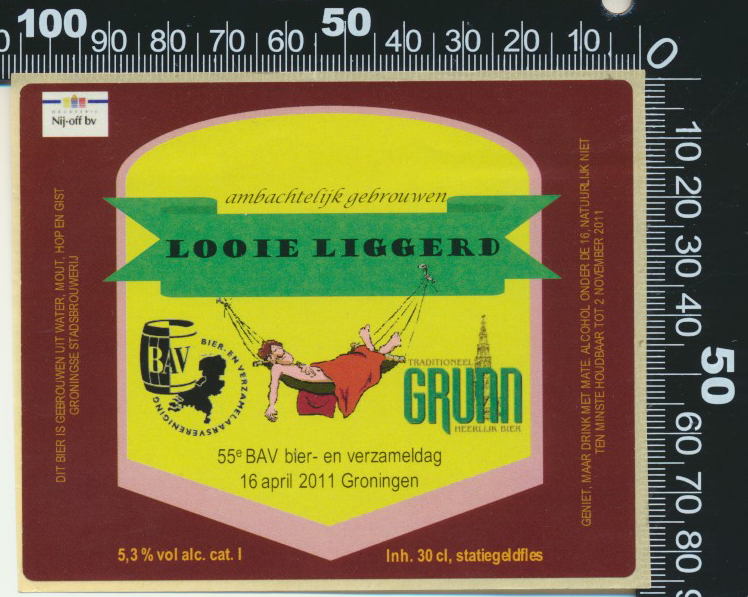 100 90 80 70 60 50 40 30 20 10 0
Nij-off bv
ambachtelijk gebrouwen
LOOIE LIGGERD
BAV
BIER- EN VERZAMELAARSVERENIGING
TRADITIONEEL
GRUNN
HEERLIJK BIER
55e BAV bier- en verzameldag
16 april 2011 Groningen
5,3 % vol alc. cat. I
Inh. 30 cl, statiegeldfles
DIT BIER IS GEBROUWEN UIT WATER, MOUT, HOP EN GIST
GRONINGSE STADSBROUWERIJ
GENIET, MAAR DRINK MET MATE. ALCOHOL ONDER DE 16, NATUURLIJK NIET
TEN MINSTE HOUDBAAR TOT 2 NOVEMBER 2011
10 20 30 40 50 60 70 80